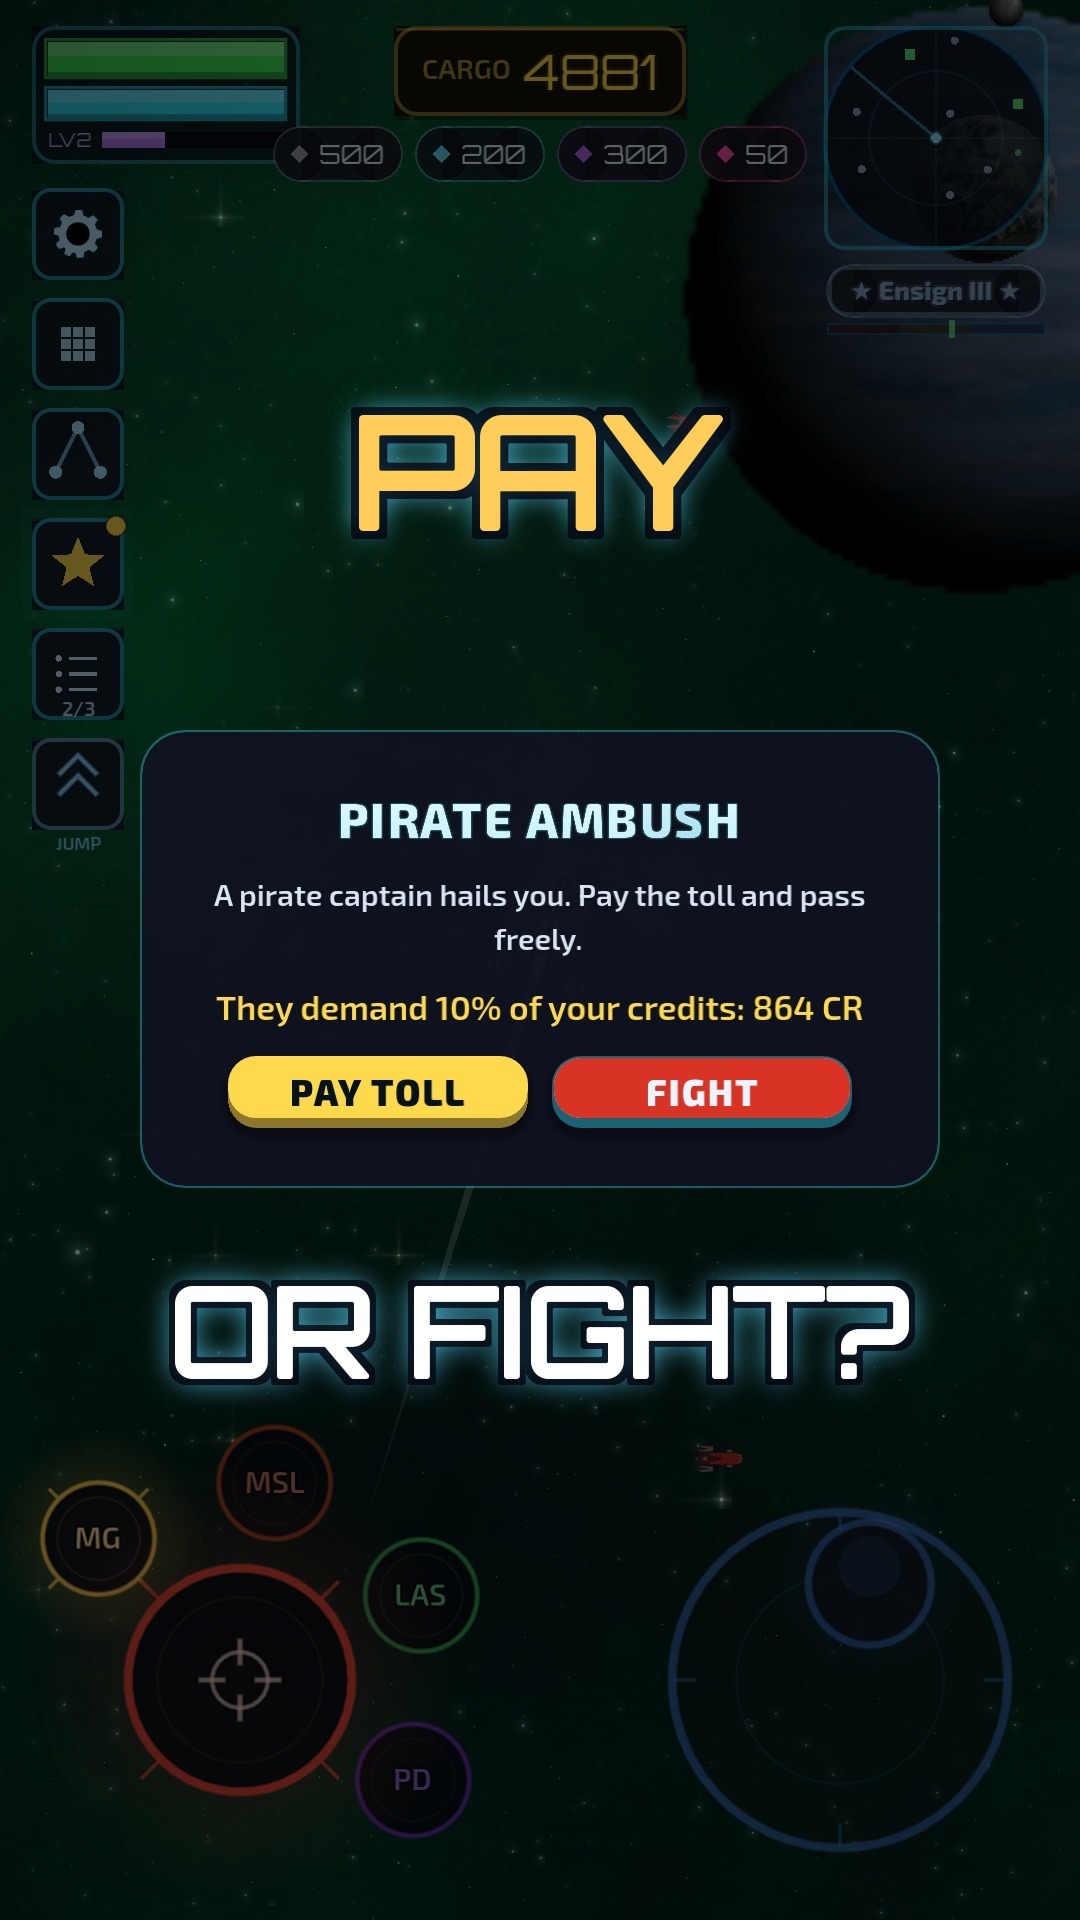 CARGO 4881
LV2
500 200 300 50
★ Ensign III ★
PAY
2/3
JUMP
PIRATE AMBUSH
A pirate captain hails you. Pay the toll and pass
freely.
They demand 10% of your credits: 864 CR
PAY TOLL FIGHT
OR FIGHT?
MSL
MG
LAS
PD